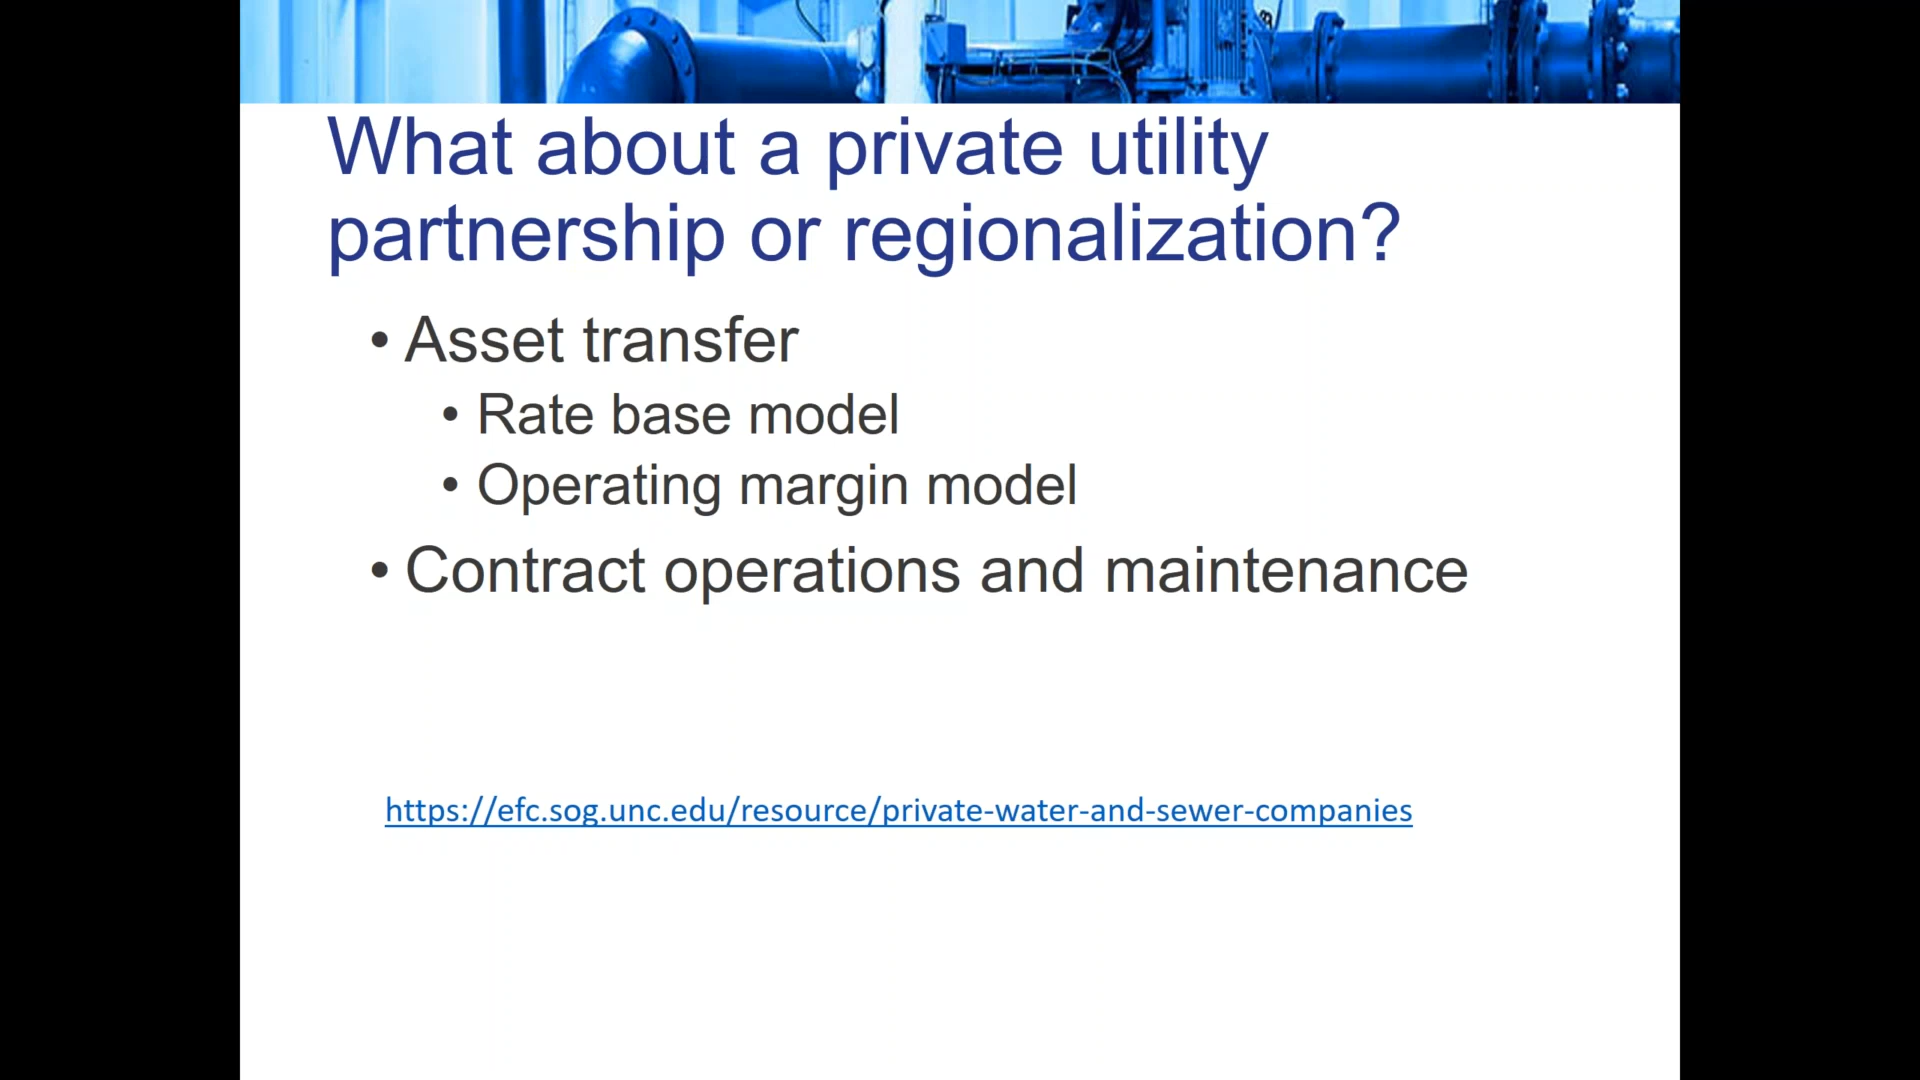 What about a private utility
partnership or regionalization?
• Asset transfer
• Rate base model
• Operating margin model
• Contract operations and maintenance
https://efc.sog.unc.edu/resource/private-water-and-sewer-companies